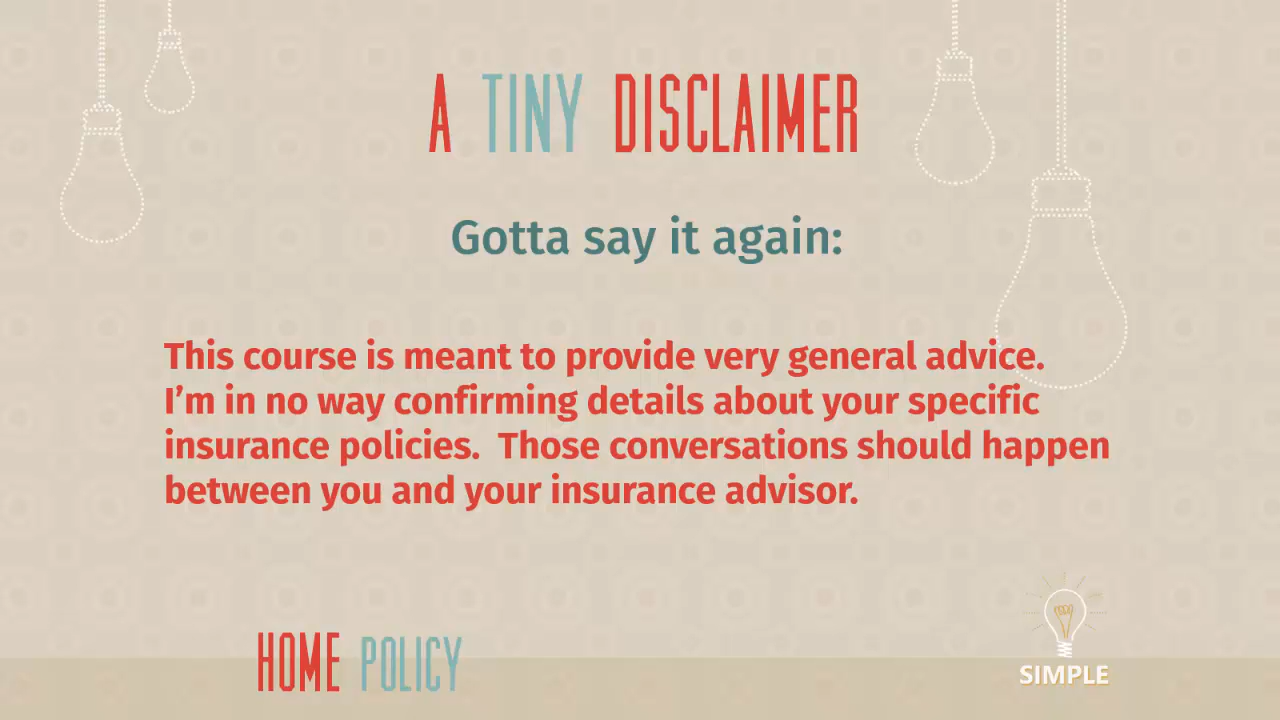 A TINY DISCLAIMER
Gotta say it again:
This course is meant to provide very general advice.
I’m in no way confirming details about your specific
insurance policies.  Those conversations should happen
between you and your insurance advisor.
HOME POLICY
SIMPLE